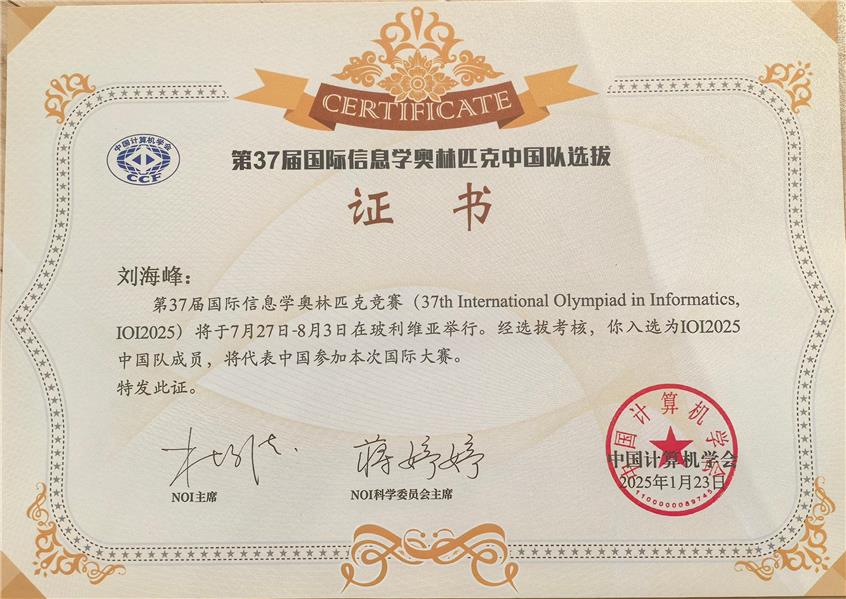 CERTIFICATE
中国计算机学会
CCF
第37届国际信息学奥林匹克中国队选拔
证 书
刘海峰：
第37届国际信息学奥林匹克竞赛（37th International Olympiad in Informatics,
IOI2025）将于7月27日-8月3日在玻利维亚举行。经选拔考核，你入选为IOI2025
中国队成员，将代表中国参加本次国际大赛。
特发此证。
蒋婷婷
NOI主席
NOI科学委员会主席
中国计算机学会
中国计算机学会
2025年1月23日